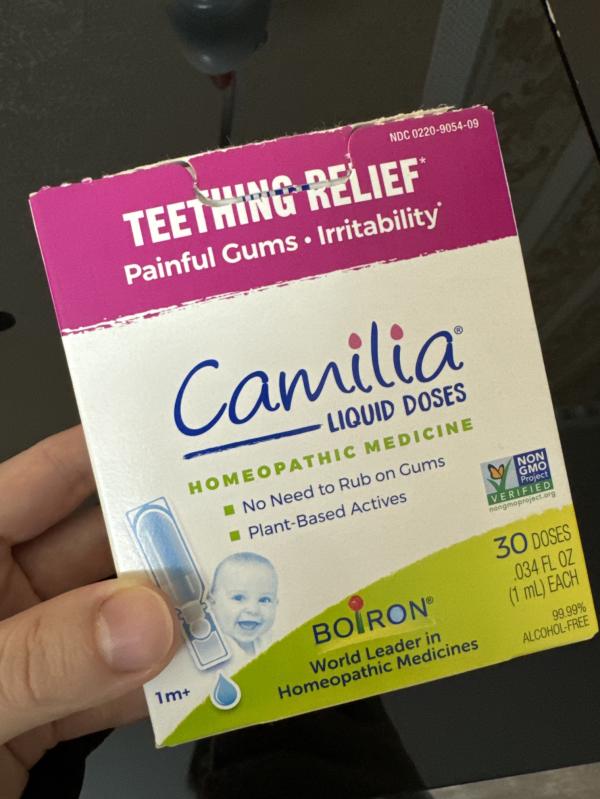 NDC 0220-9054-09
TEETHING RELIEF*
Painful Gums • Irritability*
Camilia®
LIQUID DOSES
HOMEOPATHIC MEDICINE
No Need to Rub on Gums
Plant-Based Actives
NON
GMO
Project
VERIFIED
nongmoproject.org
30 DOSES
.034 FL OZ
(1 mL) EACH
99.99%
ALCOHOL-FREE
BOIRON®
World Leader in
Homeopathic Medicines
1m+